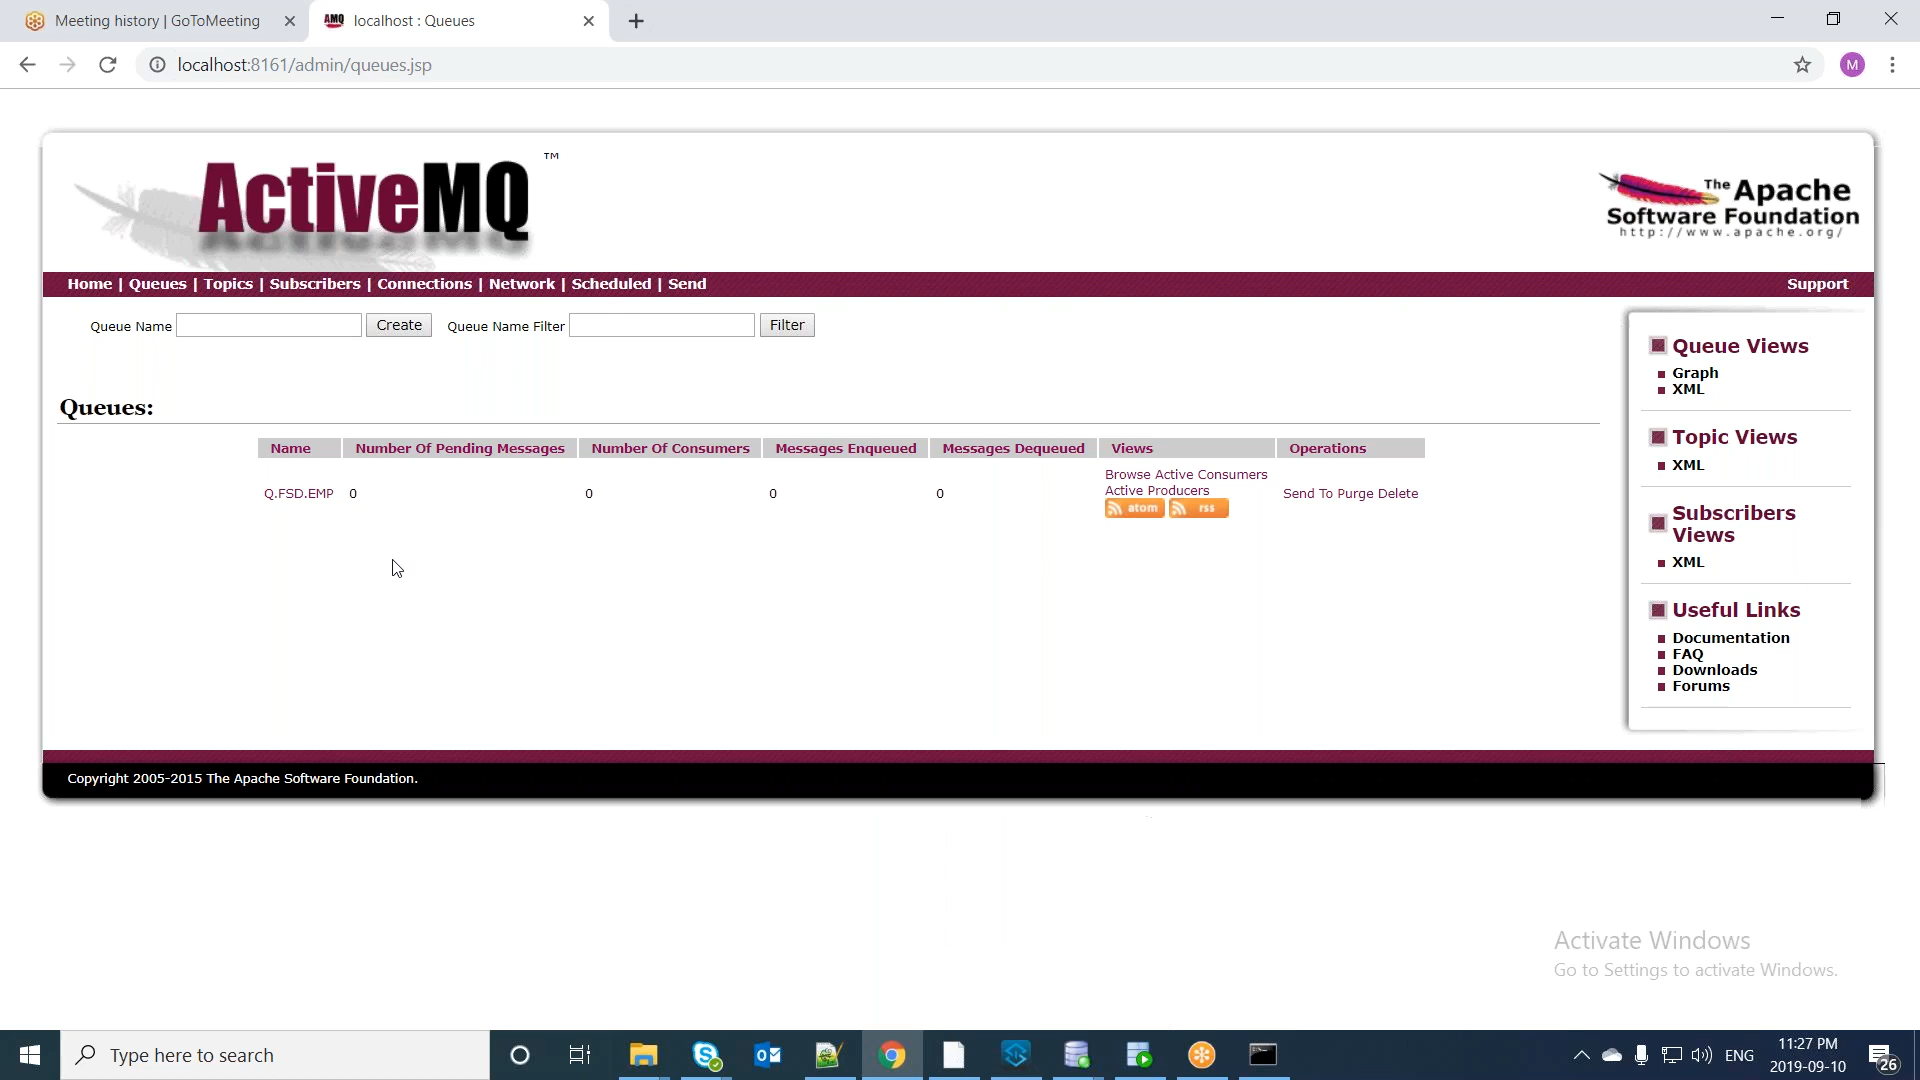 Meeting history | GoToMeeting
AMQ localhost : Queues
localhost:8161/admin/queues.jsp
M
ActiveMQ ™
The Apache
Software Foundation
http://www.apache.org/
Home | Queues | Topics | Subscribers | Connections | Network | Scheduled | Send
Support
Queue Name Create Queue Name Filter Filter
Queues:
Name Number Of Pending Messages Number Of Consumers Messages Enqueued Messages Dequeued Views Operations
Q.FSD.EMP 0 0 0 0
Browse Active Consumers
Active Producers
atom rss
Send To Purge Delete
Queue Views
Graph
XML
Topic Views
XML
Subscribers
Views
XML
Useful Links
Documentation
FAQ
Downloads
Forums
Copyright 2005-2015 The Apache Software Foundation.
Activate Windows
Go to Settings to activate Windows.
Type here to search
ENG
11:27 PM
2019-09-10
26